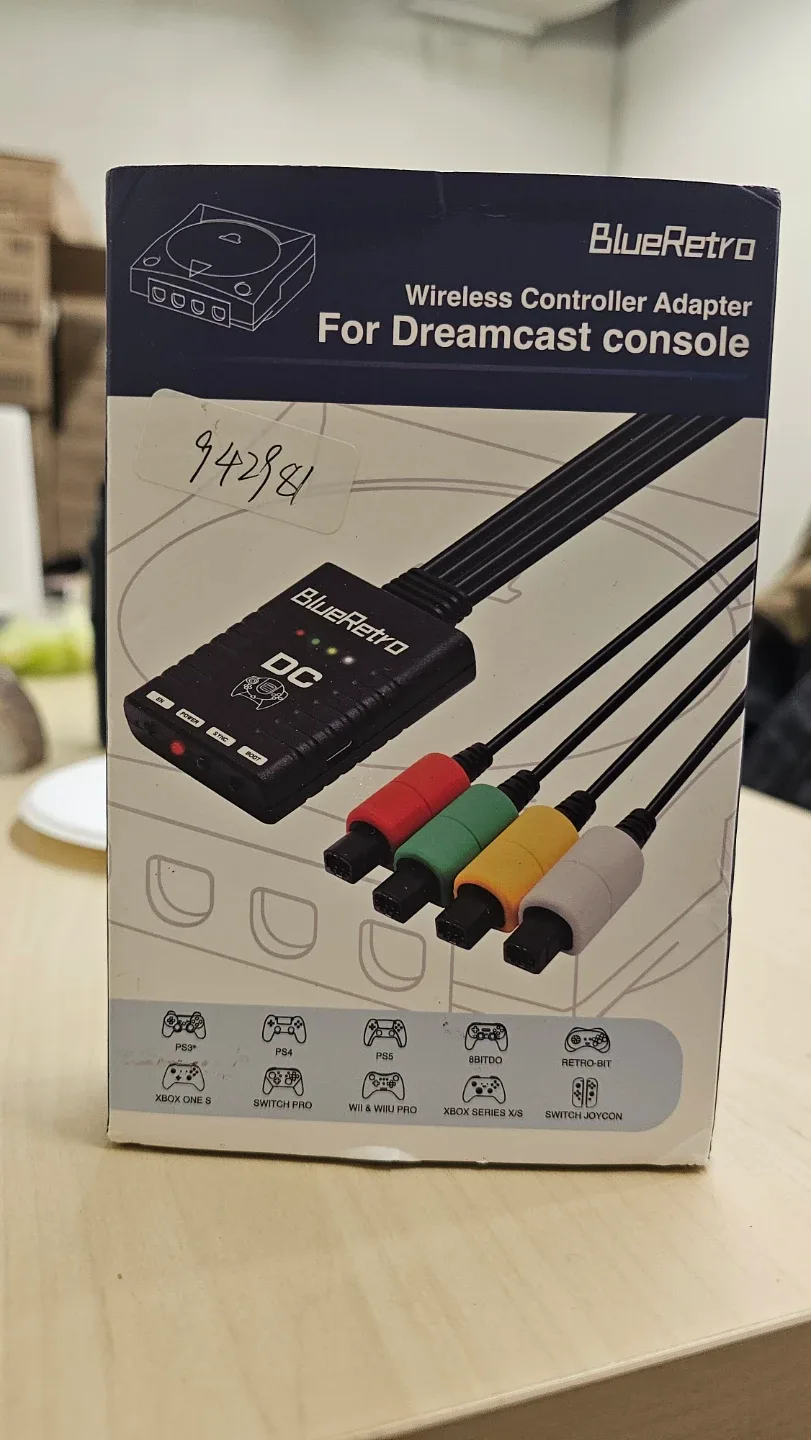 BlueRetro
Wireless Controller Adapter
For Dreamcast console
942981
BlueRetro
DC
EN POWER SYNC BOOT
PS3* PS4 PS5 8BITDO RETRO-BIT
XBOX ONE S SWITCH PRO WII & WIIU PRO XBOX SERIES X/S SWITCH JOYCON